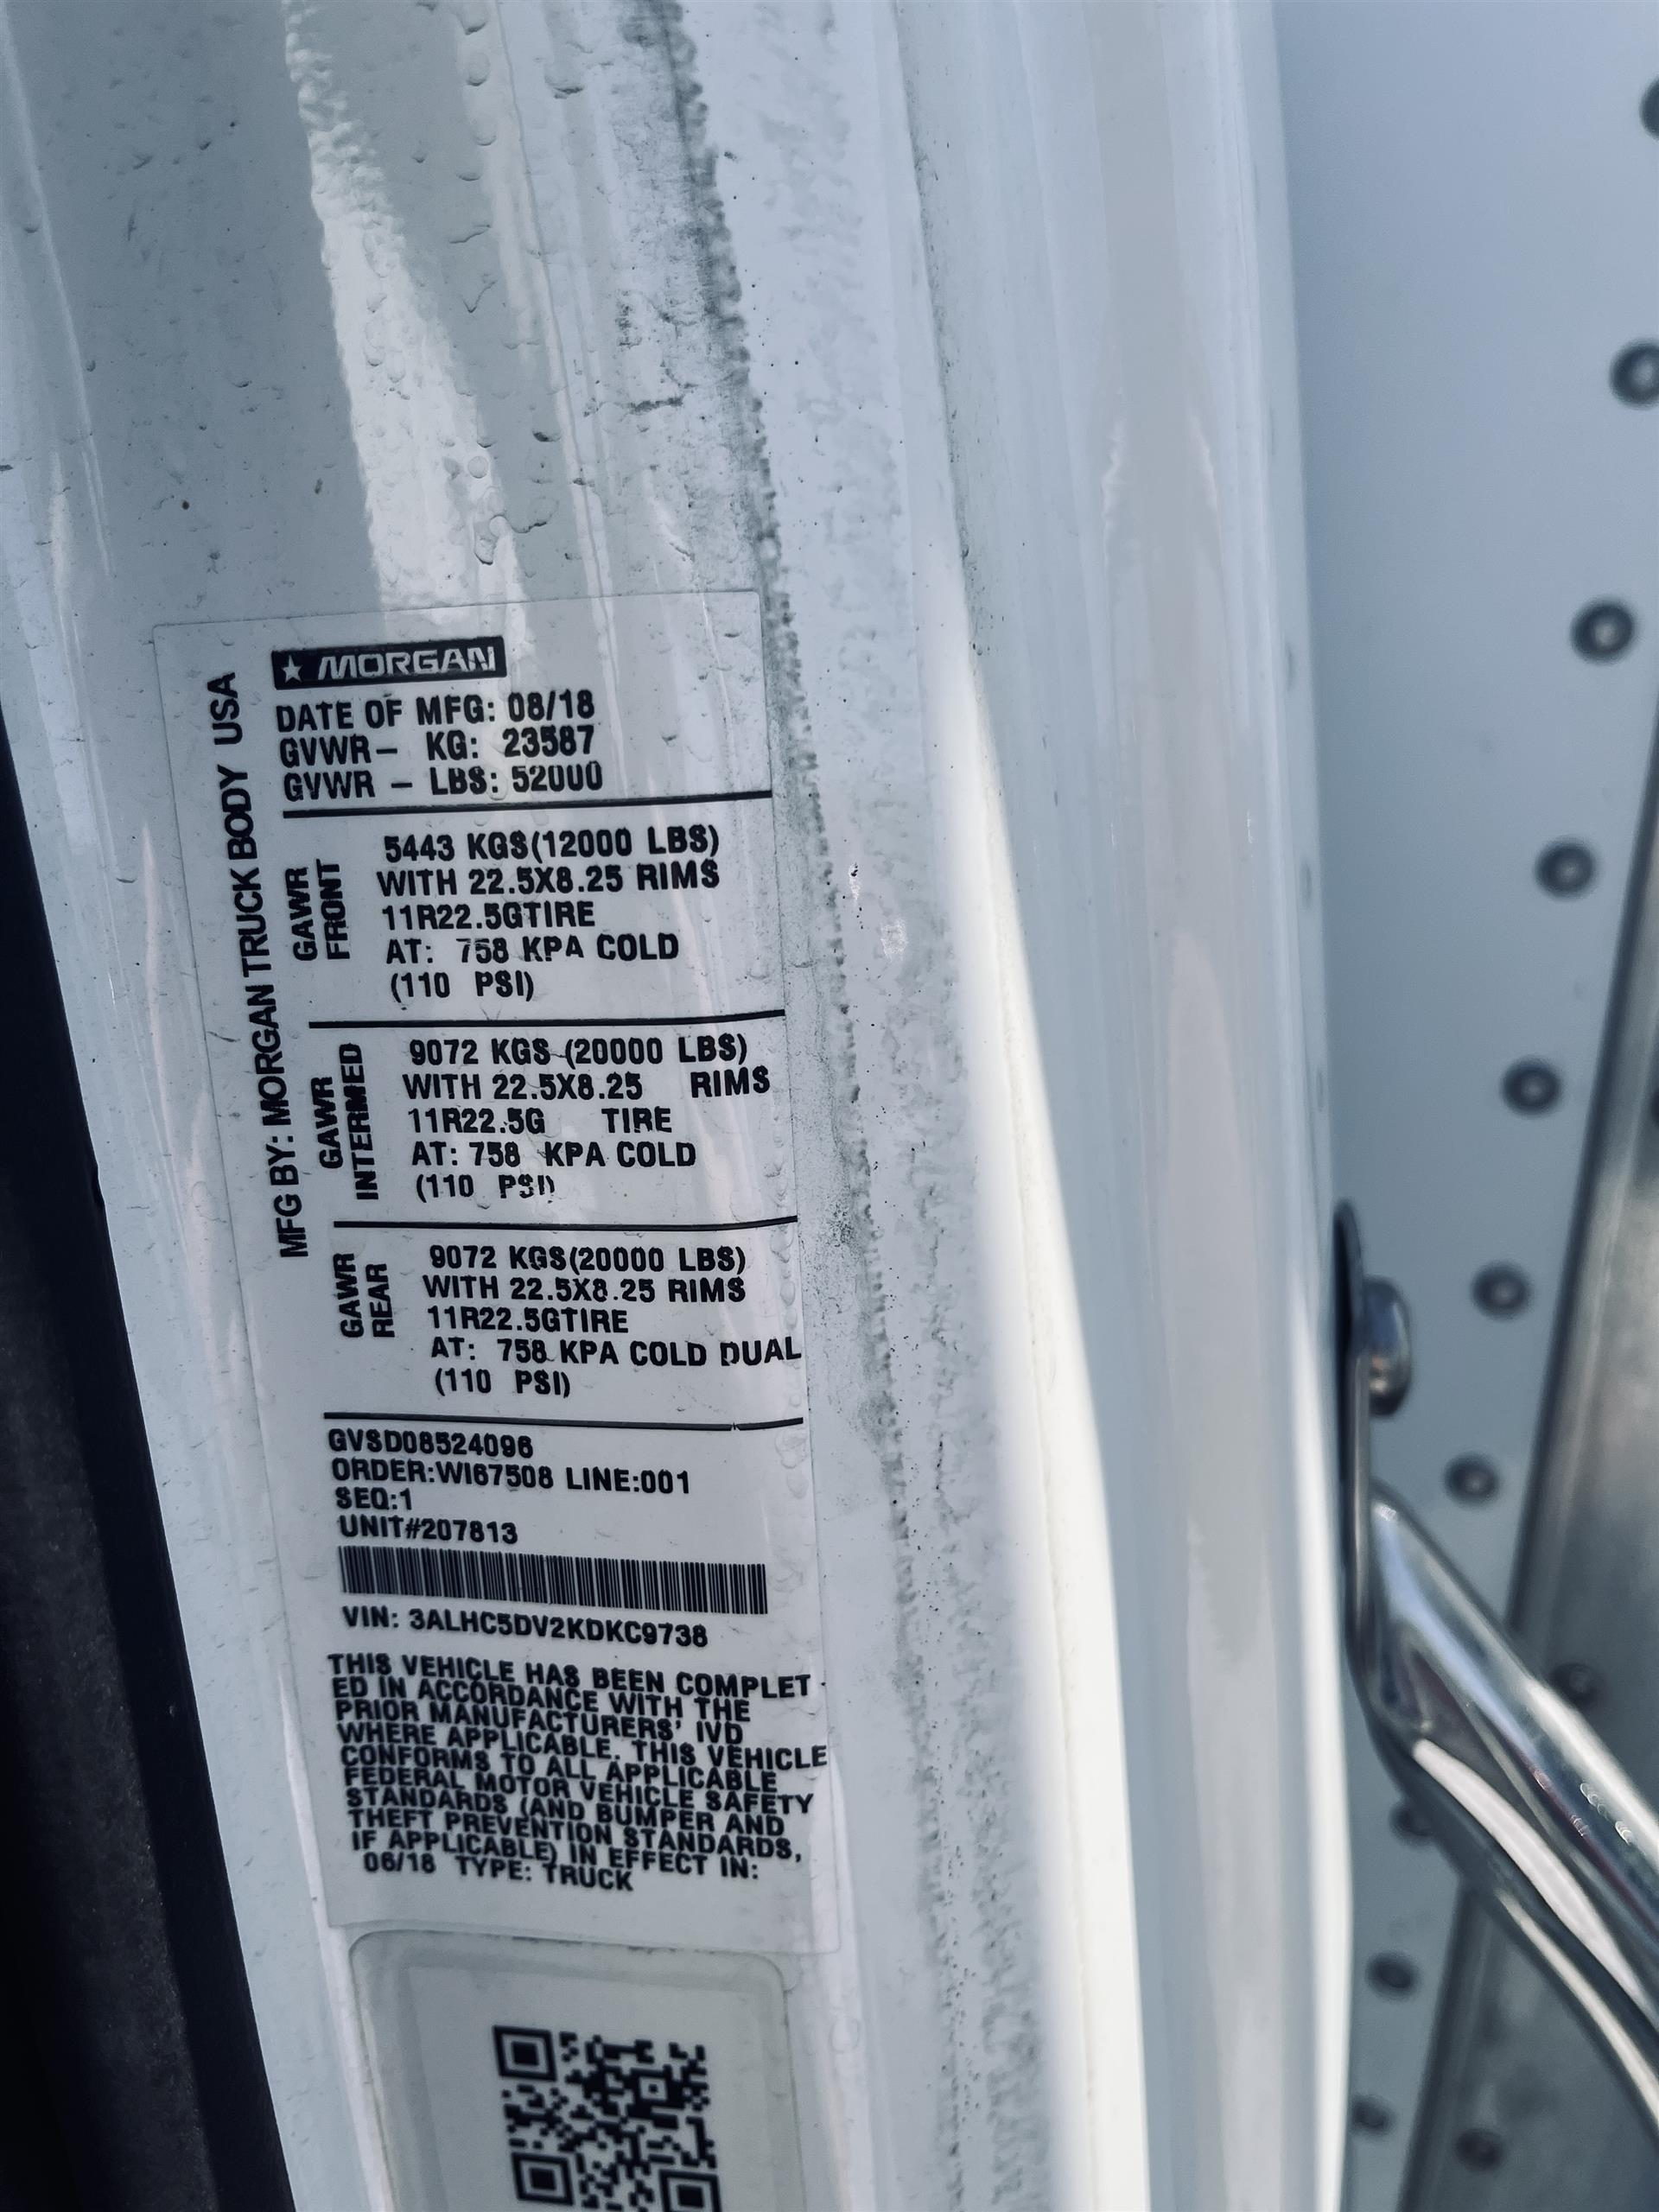 MORGAN
MFG BY: MORGAN TRUCK BODY USA
DATE OF MFG: 08/18
GVWR- KG: 23587
GVWR - LBS: 52000
GAWR
FRONT
5443 KGS(12000 LBS)
WITH 22.5X8.25 RIMS
11R22.5GTIRE
AT: 758 KPA COLD
(110 PSI)
GAWR
INTERMED
9072 KGS (20000 LBS)
WITH 22.5X8.25 RIMS
11R22.5G TIRE
AT: 758 KPA COLD
(110 PSI)
GAWR
REAR
9072 KGS(20000 LBS)
WITH 22.5X8.25 RIMS
11R22.5GTIRE
AT: 758 KPA COLD DUAL
(110 PSI)
GVSD08524096
ORDER:WI67508 LINE:001
SEQ:1
UNIT#207813
VIN: 3ALHC5DV2KDKC9738
THIS VEHICLE HAS BEEN COMPLET-
ED IN ACCORDANCE WITH THE
PRIOR MANUFACTURERS' IVD
WHERE APPLICABLE. THIS VEHICLE
CONFORMS TO ALL APPLICABLE
FEDERAL MOTOR VEHICLE SAFETY
STANDARDS (AND BUMPER AND
THEFT PREVENTION STANDARDS,
IF APPLICABLE) IN EFFECT IN:
06/18 TYPE: TRUCK